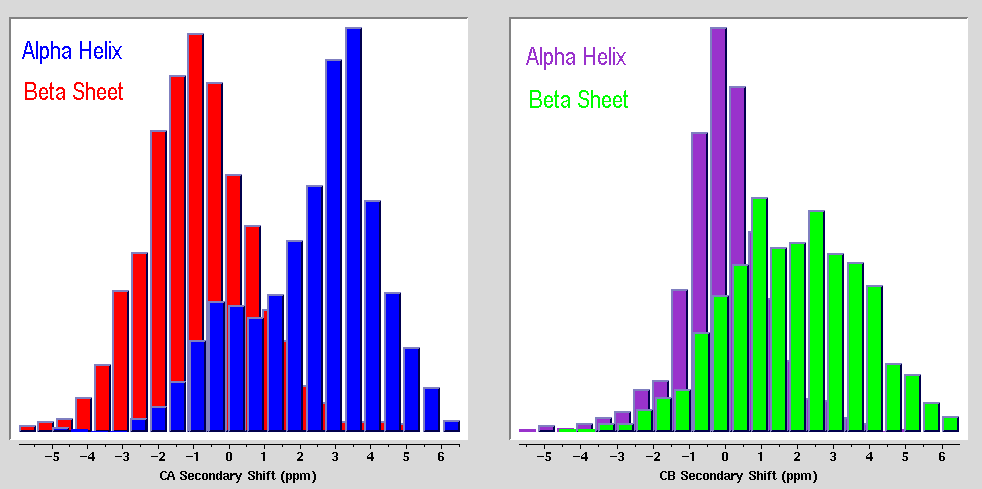 Alpha Helix
Beta Sheet
−5 −4 −3 −2 −1 0 1 2 3 4 5 6
CA Secondary Shift (ppm)
Alpha Helix
Beta Sheet
−5 −4 −3 −2 −1 0 1 2 3 4 5 6
CB Secondary Shift (ppm)